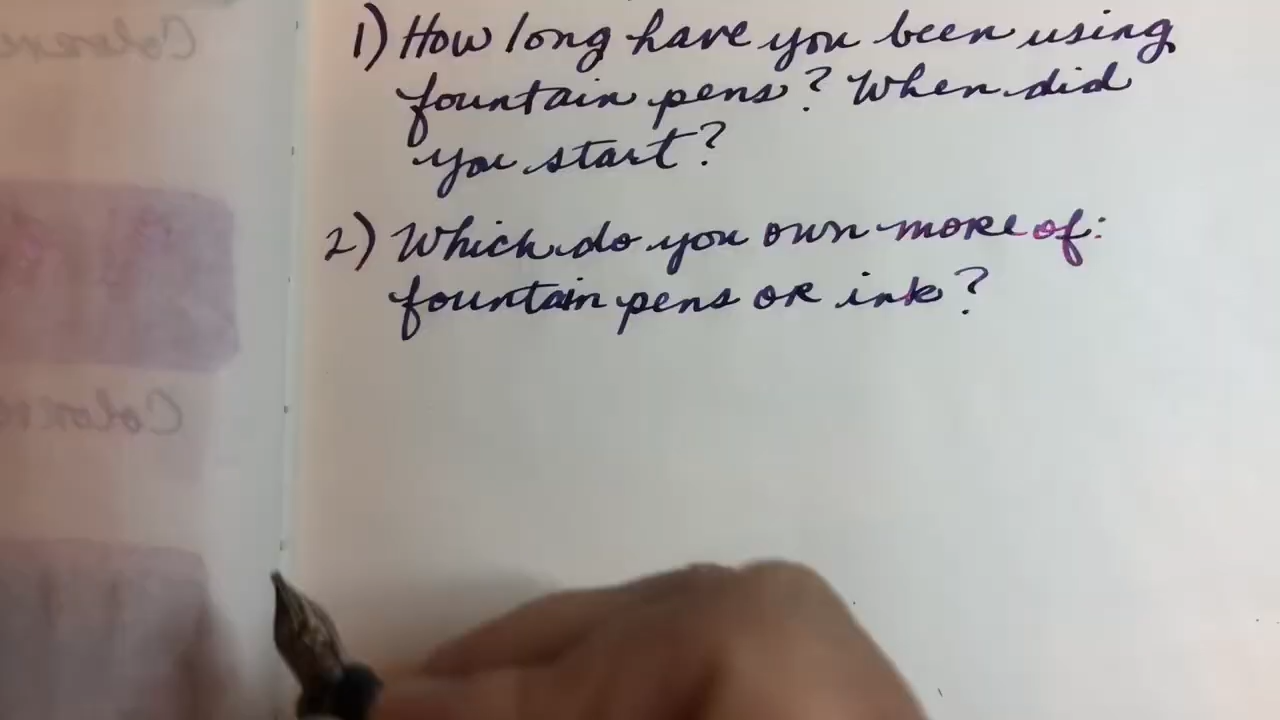 1) How long have you been using
fountain pens? When did
you start?
2) Which do you own more of:
fountain pens or ink?